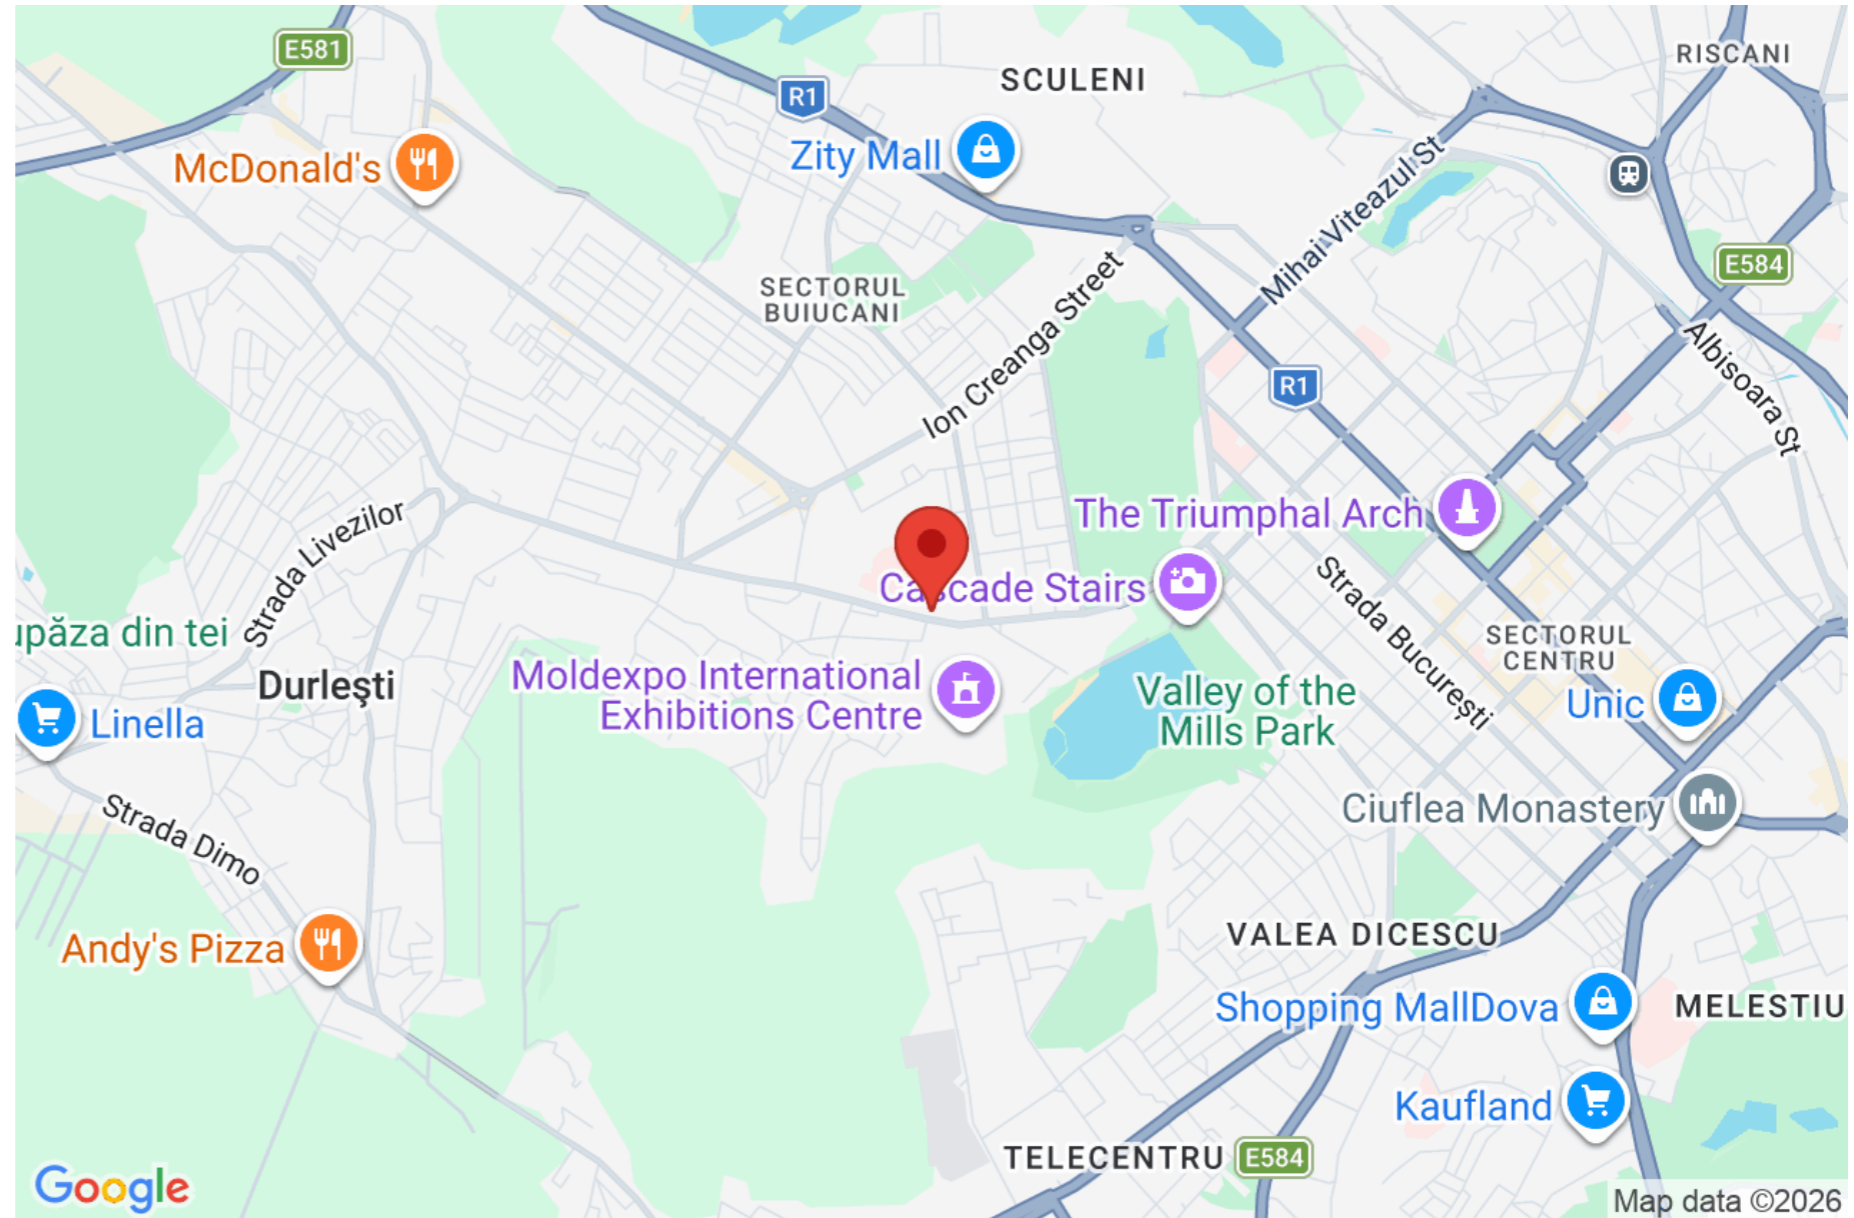 E581
RISCANI
SCULENI
R1
Zity Mall
McDonald's
Mihai Viteazul St
E584
SECTORUL
BUIUCANI
Ion Creanga Street
Albisoara St
R1
The Triumphal Arch
Strada Livezilor
Cascade Stairs
Strada București
upăza din tei
SECTORUL
CENTRU
Durleşti
Moldexpo International
Exhibitions Centre
Valley of the
Mills Park
Unic
Linella
Ciuflea Monastery
Strada Dimo
VALEA DICESCU
Andy's Pizza
Shopping MallDova
MELESTIU
Kaufland
TELECENTRU
E584
Google
Map data ©2026